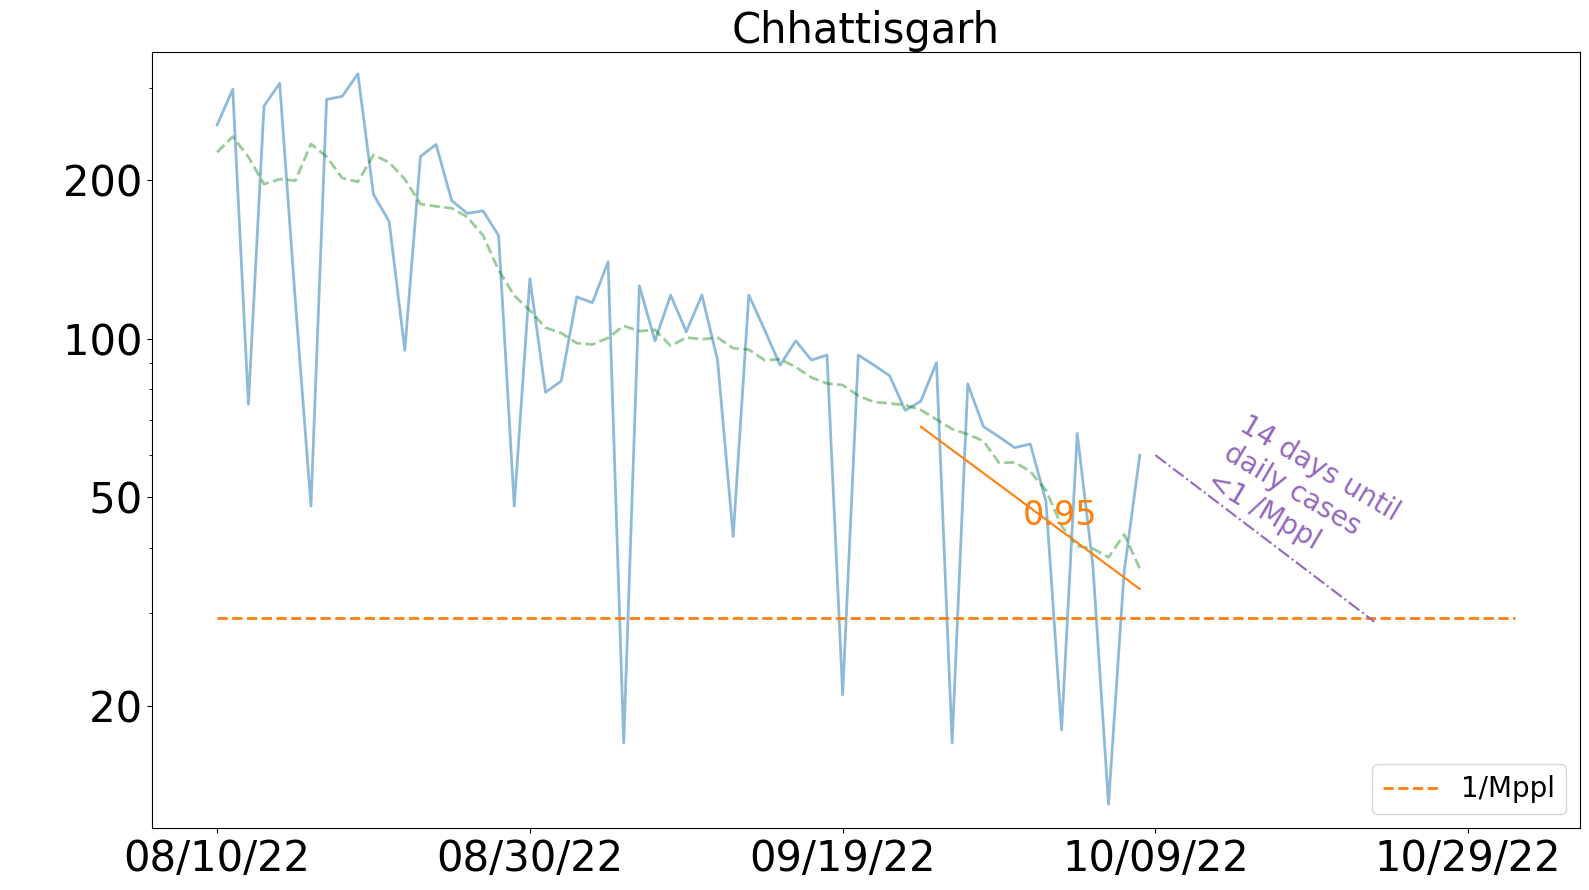 Chhattisgarh
200
100
50
20
0.95
14 days until
daily cases
<1 /Mppl
1/Mppl
08/10/22
08/30/22
09/19/22
10/09/22
10/29/22